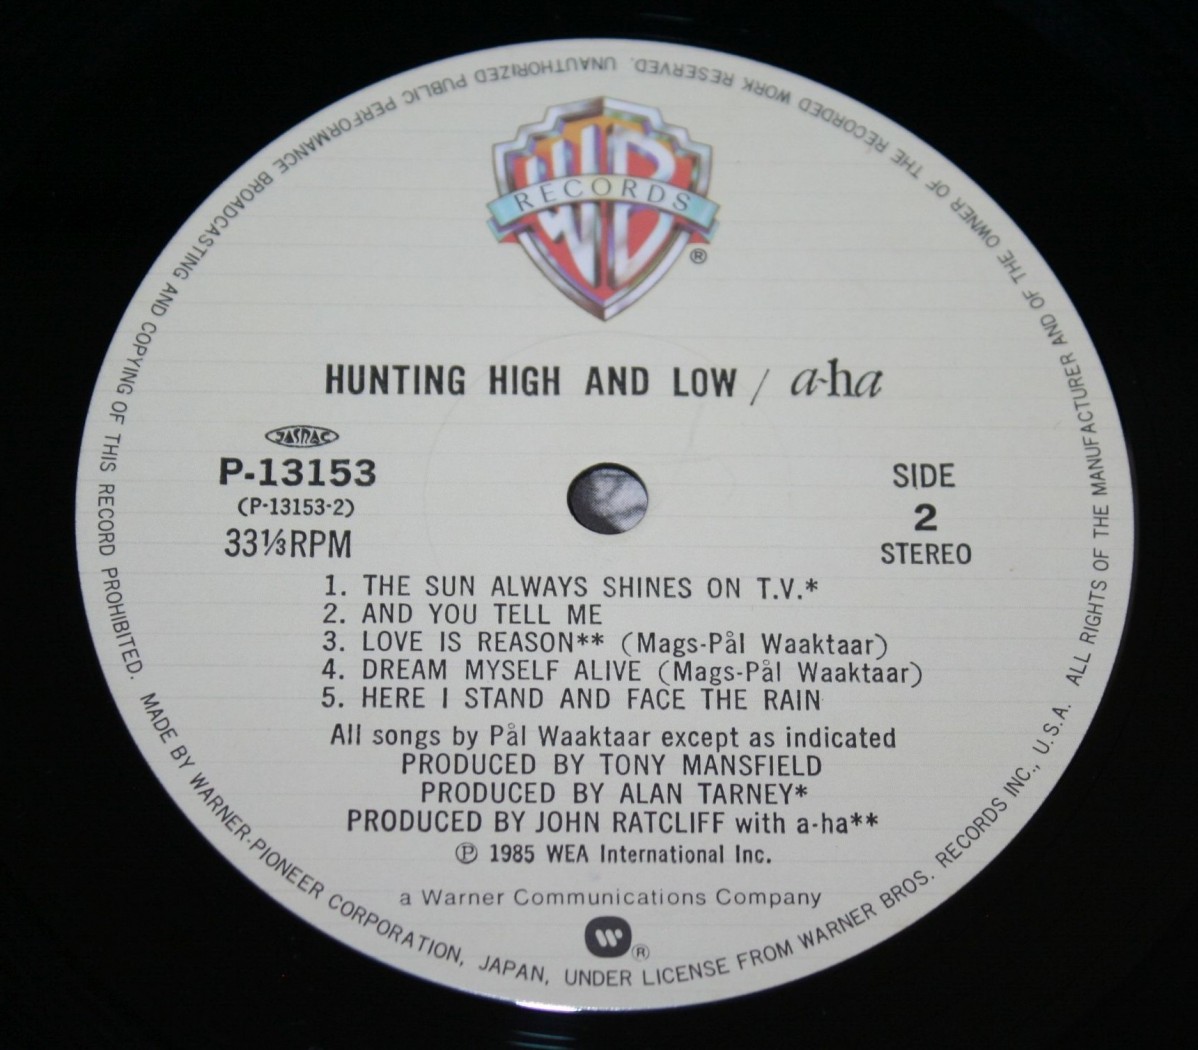 WB
RECORDS
®
HUNTING HIGH AND LOW / a-ha
JASRAC
P-13153
(P-13153-2)
33⅓RPM
SIDE
2
STEREO
1. THE SUN ALWAYS SHINES ON T.V.*
2. AND YOU TELL ME
3. LOVE IS REASON** (Mags-Pål Waaktaar)
4. DREAM MYSELF ALIVE (Mags-Pål Waaktaar)
5. HERE I STAND AND FACE THE RAIN
All songs by Pål Waaktaar except as indicated
PRODUCED BY TONY MANSFIELD
PRODUCED BY ALAN TARNEY*
PRODUCED BY JOHN RATCLIFF with a-ha**
℗ 1985 WEA International Inc.
a Warner Communications Company
W®
MADE BY WARNER-PIONEER CORPORATION, JAPAN, UNDER LICENSE FROM WARNER BROS. RECORDS INC., U.S.A. ALL RIGHTS OF THE MANUFACTURER AND OF THE OWNER OF THE RECORDED WORK RESERVED. UNAUTHORIZED PUBLIC PERFORMANCE BROADCASTING AND COPYING OF THIS RECORD PROHIBITED.